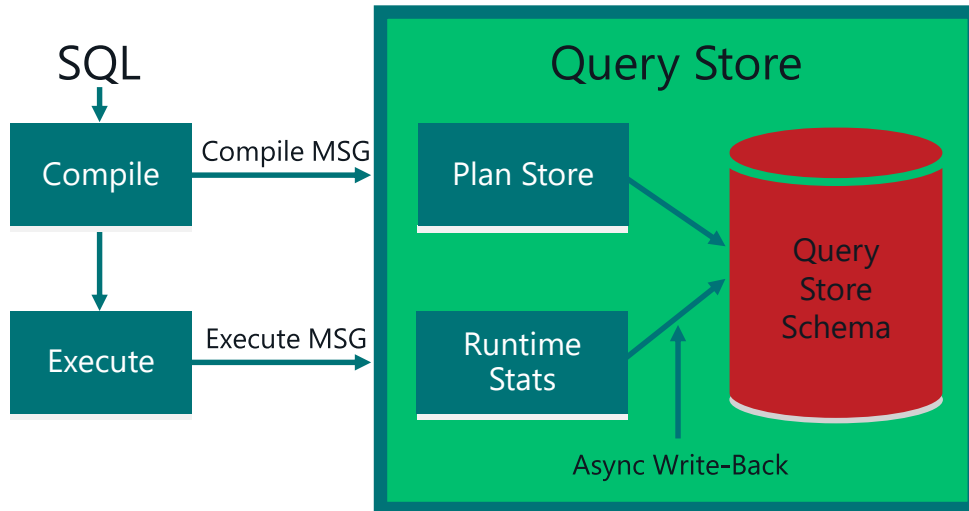 SQL
Query Store
Compile
Compile MSG
Plan Store
Query
Store
Schema
Execute
Execute MSG
Runtime
Stats
Async Write-Back